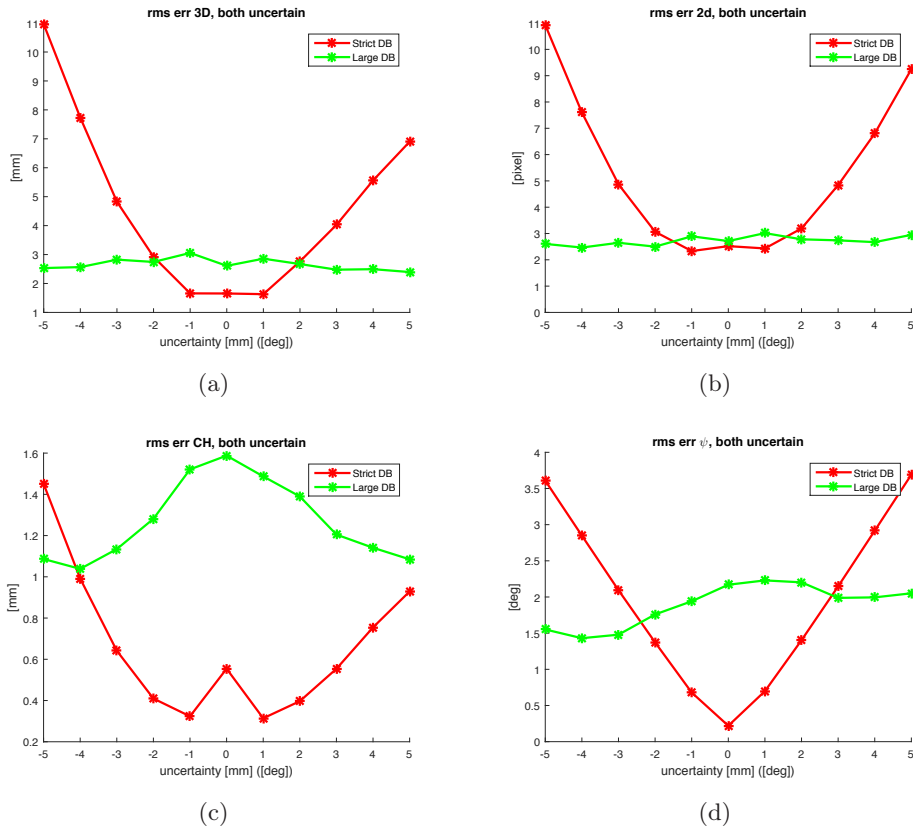 rms err 3D, both uncertain
11
10
9
8
7
6
5
4
3
2
1
[mm]
Strict DB
Large DB
-5 -4 -3 -2 -1 0 1 2 3 4 5
uncertainty [mm] ([deg])
(a)
rms err 2d, both uncertain
11
10
9
8
7
6
5
4
3
2
1
0
[pixel]
Strict DB
Large DB
-5 -4 -3 -2 -1 0 1 2 3 4 5
uncertainty [mm] ([deg])
(b)
rms err CH, both uncertain
1.6
1.4
1.2
1
0.8
0.6
0.4
0.2
[mm]
Strict DB
Large DB
-5 -4 -3 -2 -1 0 1 2 3 4 5
uncertainty [mm] ([deg])
(c)
rms err ψ, both uncertain
4
3.5
3
2.5
2
1.5
1
0.5
0
[deg]
Strict DB
Large DB
-5 -4 -3 -2 -1 0 1 2 3 4 5
uncertainty [mm] ([deg])
(d)